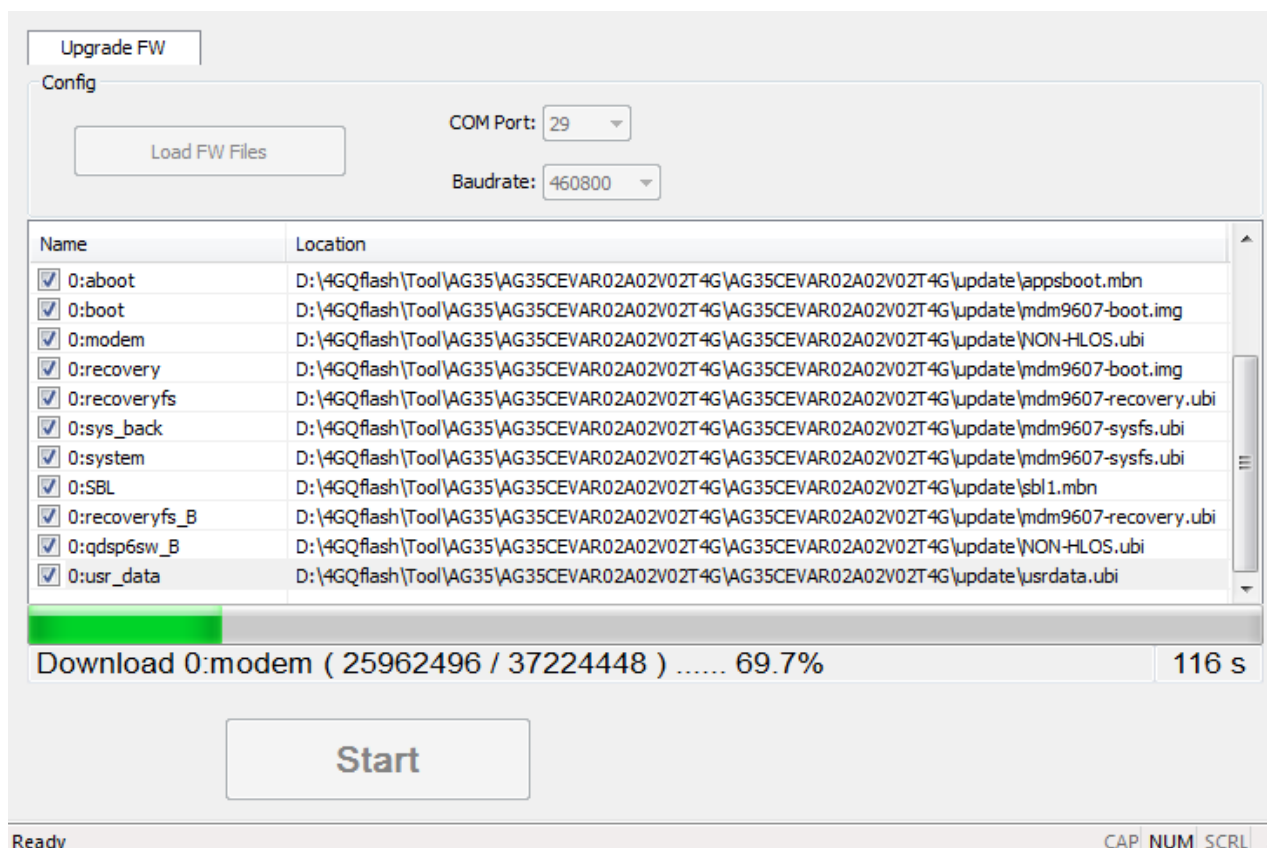 Upgrade FW
Config
Load FW Files
COM Port: 29
Baudrate: 460800
Name Location
0:aboot D:\4GQflash\Tool\AG35\AG35CEVAR02A02V02T4G\AG35CEVAR02A02V02T4G\update\appsboot.mbn
0:boot D:\4GQflash\Tool\AG35\AG35CEVAR02A02V02T4G\AG35CEVAR02A02V02T4G\update\mdm9607-boot.img
0:modem D:\4GQflash\Tool\AG35\AG35CEVAR02A02V02T4G\AG35CEVAR02A02V02T4G\update\NON-HLOS.ubi
0:recovery D:\4GQflash\Tool\AG35\AG35CEVAR02A02V02T4G\AG35CEVAR02A02V02T4G\update\mdm9607-boot.img
0:recoveryfs D:\4GQflash\Tool\AG35\AG35CEVAR02A02V02T4G\AG35CEVAR02A02V02T4G\update\mdm9607-recovery.ubi
0:sys_back D:\4GQflash\Tool\AG35\AG35CEVAR02A02V02T4G\AG35CEVAR02A02V02T4G\update\mdm9607-sysfs.ubi
0:system D:\4GQflash\Tool\AG35\AG35CEVAR02A02V02T4G\AG35CEVAR02A02V02T4G\update\mdm9607-sysfs.ubi
0:SBL D:\4GQflash\Tool\AG35\AG35CEVAR02A02V02T4G\AG35CEVAR02A02V02T4G\update\sbl1.mbn
0:recoveryfs_B D:\4GQflash\Tool\AG35\AG35CEVAR02A02V02T4G\AG35CEVAR02A02V02T4G\update\mdm9607-recovery.ubi
0:qdsp6sw_B D:\4GQflash\Tool\AG35\AG35CEVAR02A02V02T4G\AG35CEVAR02A02V02T4G\update\NON-HLOS.ubi
0:usr_data D:\4GQflash\Tool\AG35\AG35CEVAR02A02V02T4G\AG35CEVAR02A02V02T4G\update\usrdata.ubi
Download 0:modem ( 25962496 / 37224448 ) ...... 69.7% 116 s
Start
Ready CAP NUM SCRL